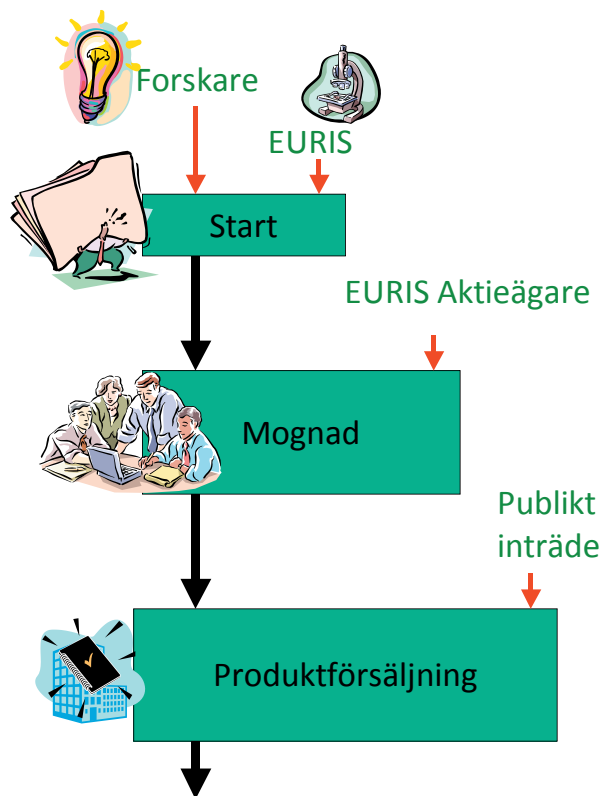 Forskare
EURIS
Start
EURIS Aktieägare
Mognad
Publikt
inträde
Produktförsäljning